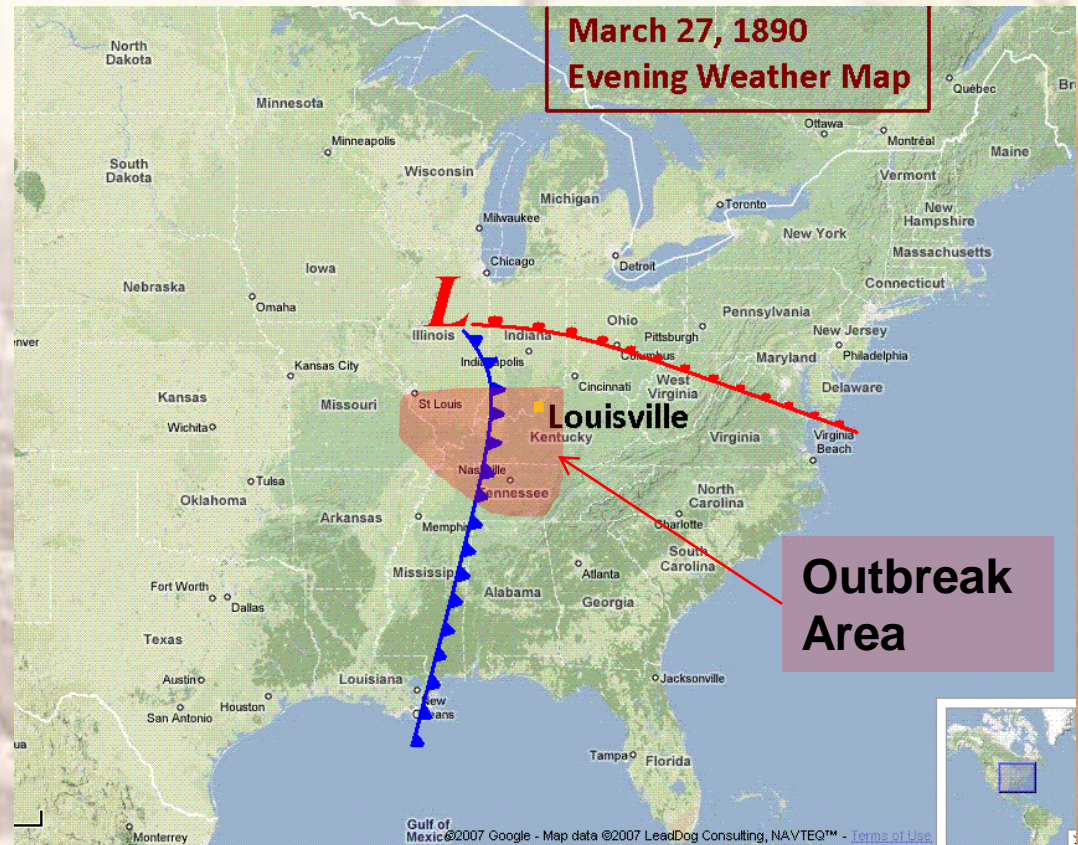 March 27, 1890
Evening Weather Map
North
Dakota
Minnesota
Minneapolis
South
Dakota
Wisconsin
Michigan
Milwaukee
Ottawa
Montréal
Québec
Maine
Vermont
New
Hampshire
Toronto
New York
Massachusetts
Connecticut
Iowa
Chicago
Detroit
Nebraska
Omaha
L
Illinois
Indiana
Ohio
Pittsburgh
Pennsylvania
New Jersey
Philadelphia
Columbus
Maryland
Delaware
Kansas City
Cincinnati
West
Virginia
Kansas
Missouri
St Louis
Louisville
Kentucky
Virginia
Virginia
Beach
Wichita
Tulsa
Oklahoma
Tennessee
North
Carolina
Charlotte
Arkansas
South
Carolina
Atlanta
Alabama
Georgia
Outbreak
Area
Fort Worth
Dallas
Texas
Austin
San Antonio
Houston
Louisiana
New
Jacksonville
Tampa
Florida
Gulf of
Mexico
©2007 Google - Map data ©2007 LeadDog Consulting, NAVTEQ™ - Terms of Use
Monterrey